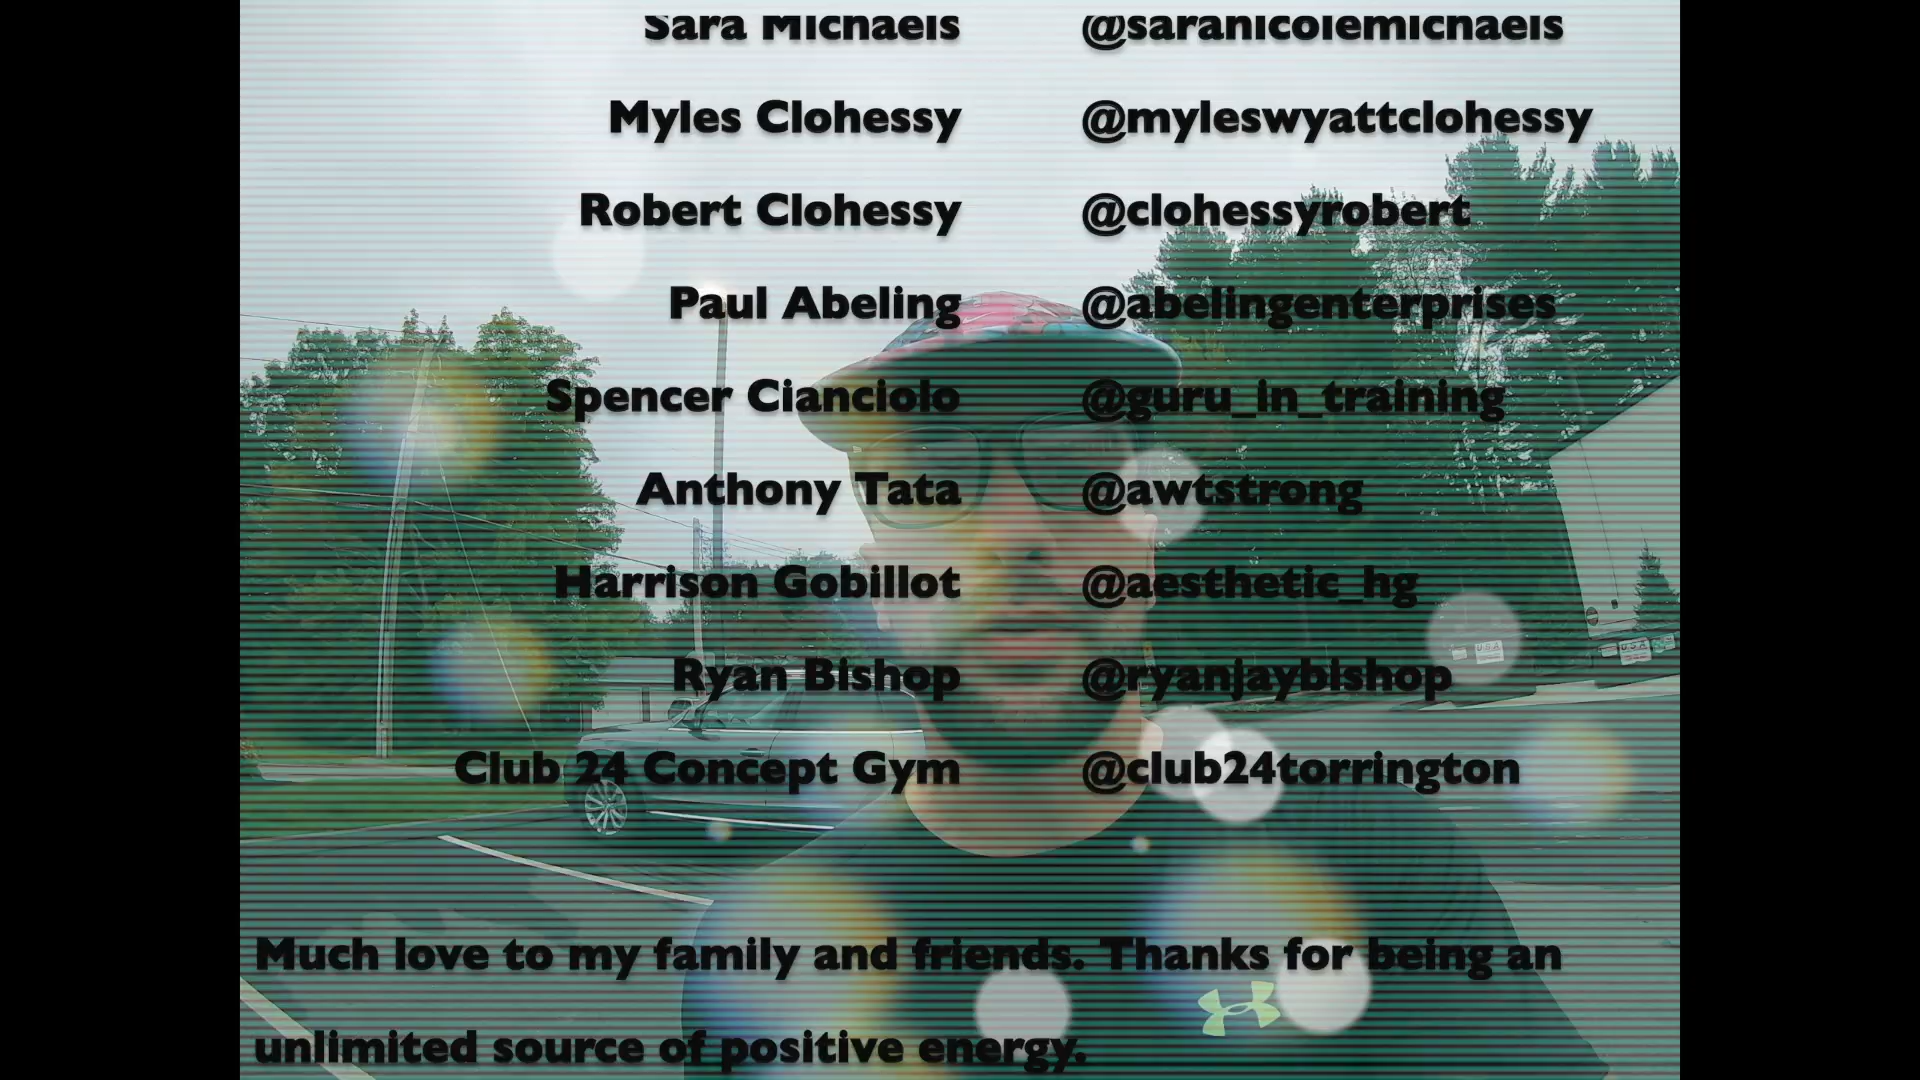 Sara Michaels @saranicolemichaels
Myles Clohessy @myleswyattclohessy
Robert Clohessy @clohessyrobert
Paul Abeling @abelingenterprises
Spencer Cianciolo @guru_in_training
Anthony Tata @awtstrong
Harrison Gobillot @aesthetic_hg
Ryan Bishop @ryanjaybishop
Club 24 Concept Gym @club24torrington
USA
USA
Much love to my family and friends. Thanks for being an
unlimited source of positive energy.